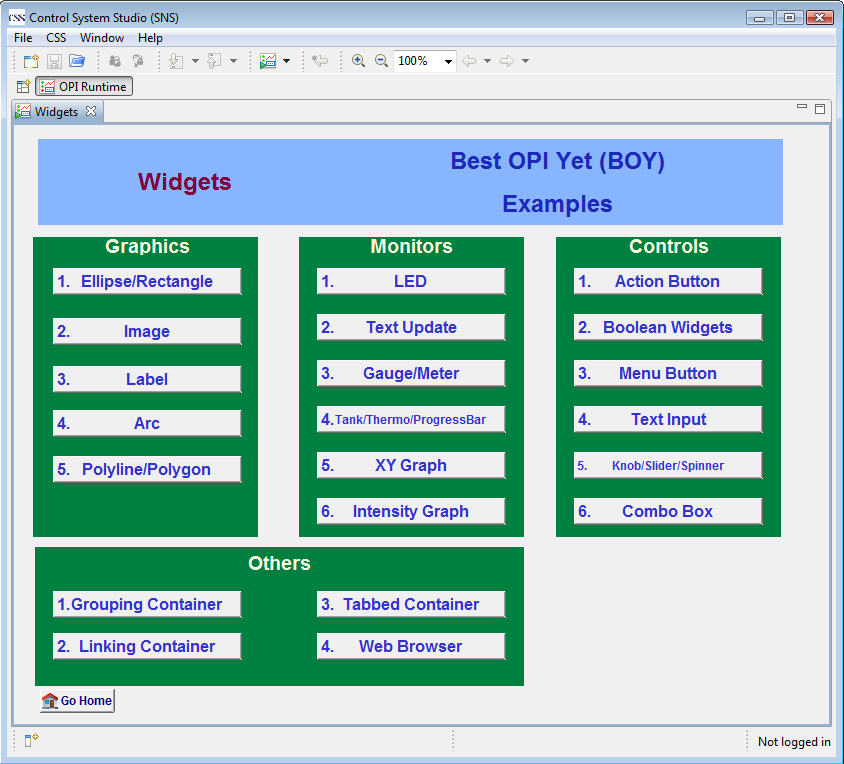 CSS Control System Studio (SNS)
File CSS Window Help
100%
OPI Runtime
Widgets
Widgets
Best OPI Yet (BOY)
Examples
Graphics
1. Ellipse/Rectangle
2. Image
3. Label
4. Arc
5. Polyline/Polygon
Monitors
1. LED
2. Text Update
3. Gauge/Meter
4.Tank/Thermo/ProgressBar
5. XY Graph
6. Intensity Graph
Controls
1. Action Button
2. Boolean Widgets
3. Menu Button
4. Text Input
5. Knob/Slider/Spinner
6. Combo Box
Others
1.Grouping Container
2. Linking Container
3. Tabbed Container
4. Web Browser
Go Home
Not logged in